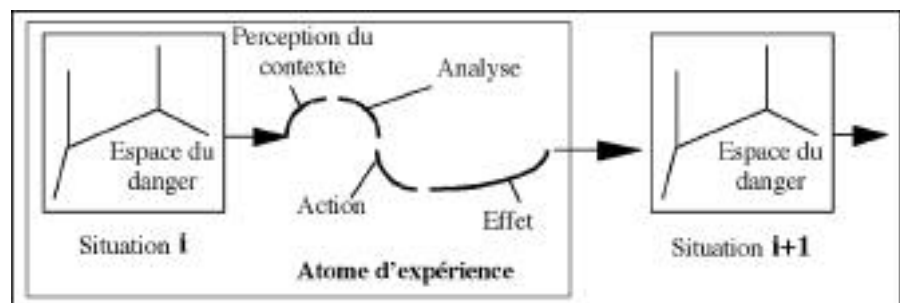 Perception du
contexte
Analyse
Espace du
danger
Action
Effet
Situation i
Atome d'expérience
Espace du
danger
Situation i+1